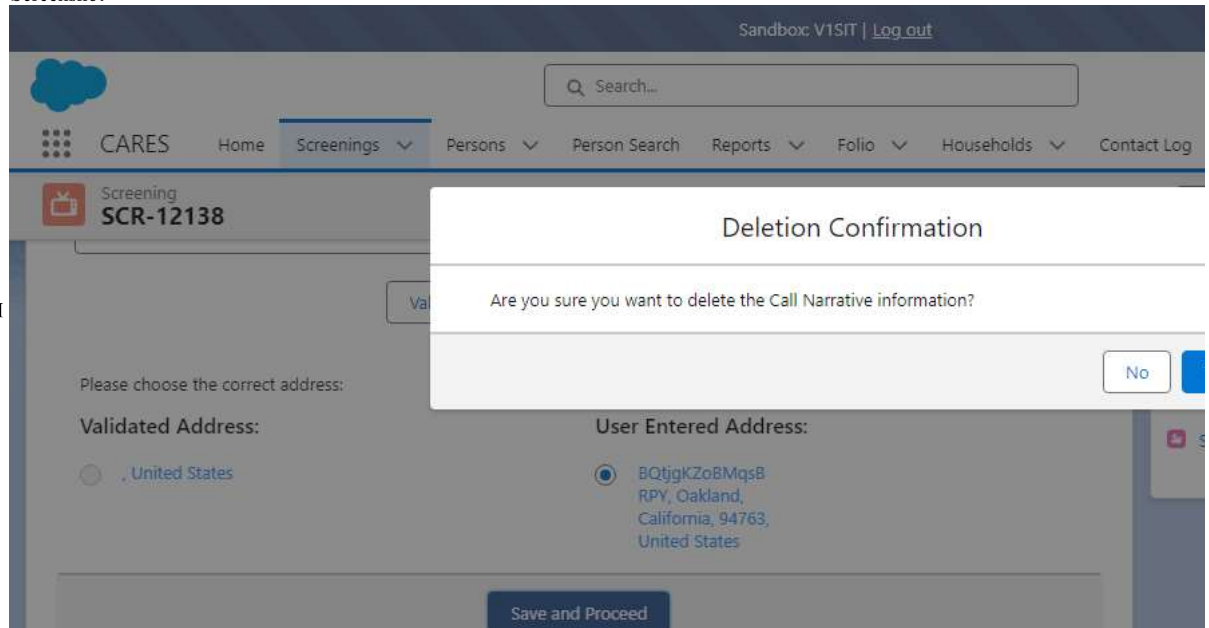 Sandbox: V1SIT | Log out
Search...
CARES Home Screenings Persons Person Search Reports Folio Households Contact Log
Screening
SCR-12138
Deletion Confirmation
Val
Are you sure you want to delete the Call Narrative information?
No
Please choose the correct address:
Validated Address:
User Entered Address:
, United States
BQtjgKZoBMqsB
RPY, Oakland,
California, 94763,
United States
S
Save and Proceed